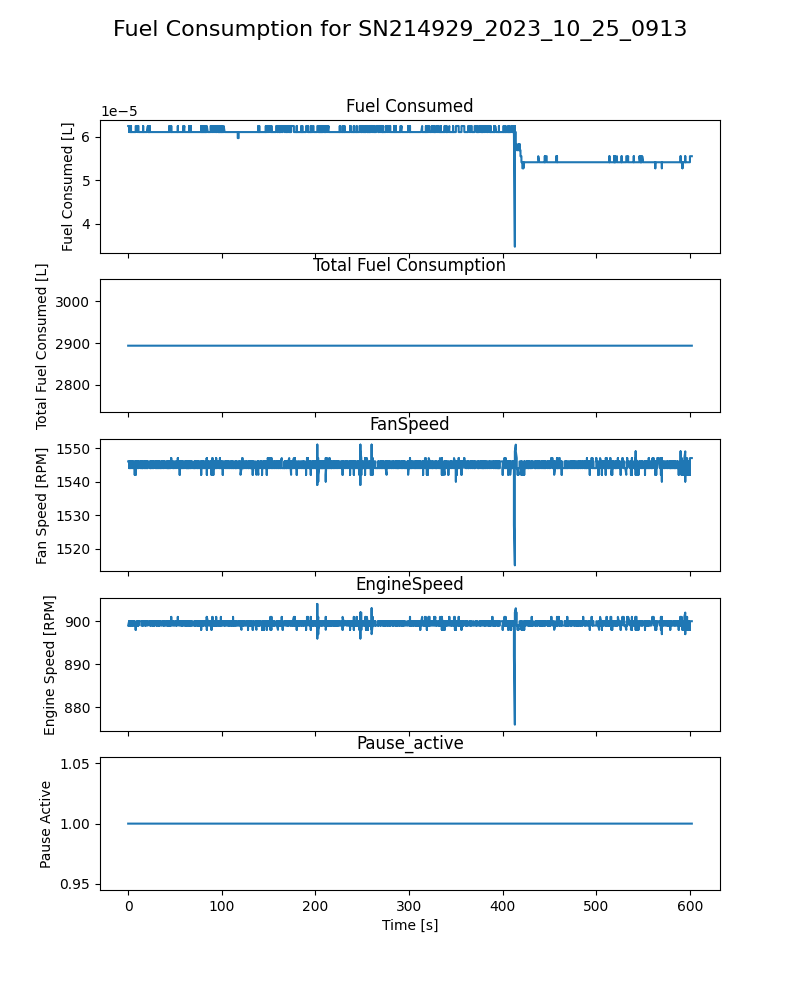 Fuel Consumption for SN214929_2023_10_25_0913
Fuel Consumed
1e−5
Fuel Consumed [L]
6
5
4
Total Fuel Consumption
Total Fuel Consumed [L]
3000
2900
2800
FanSpeed
Fan Speed [RPM]
1550
1540
1530
1520
EngineSpeed
Engine Speed [RPM]
900
890
880
Pause_active
Pause Active
1.05
1.00
0.95
0 100 200 300 400 500 600
Time [s]